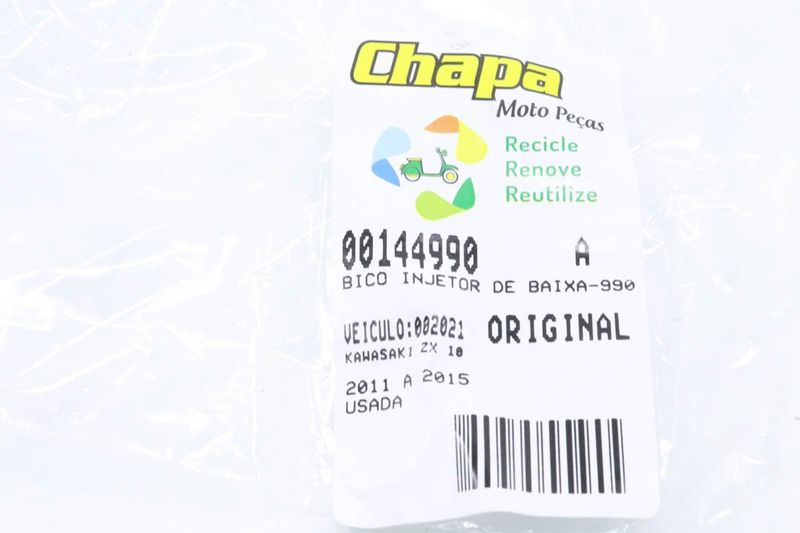 Chapa
Moto Peças
Recicle
Renove
Reutilize
00144990 A
BICO INJETOR DE BAIXA-990
VEICULO:002021 ORIGINAL
KAWASAKI ZX 10
2011 A 2015
USADA